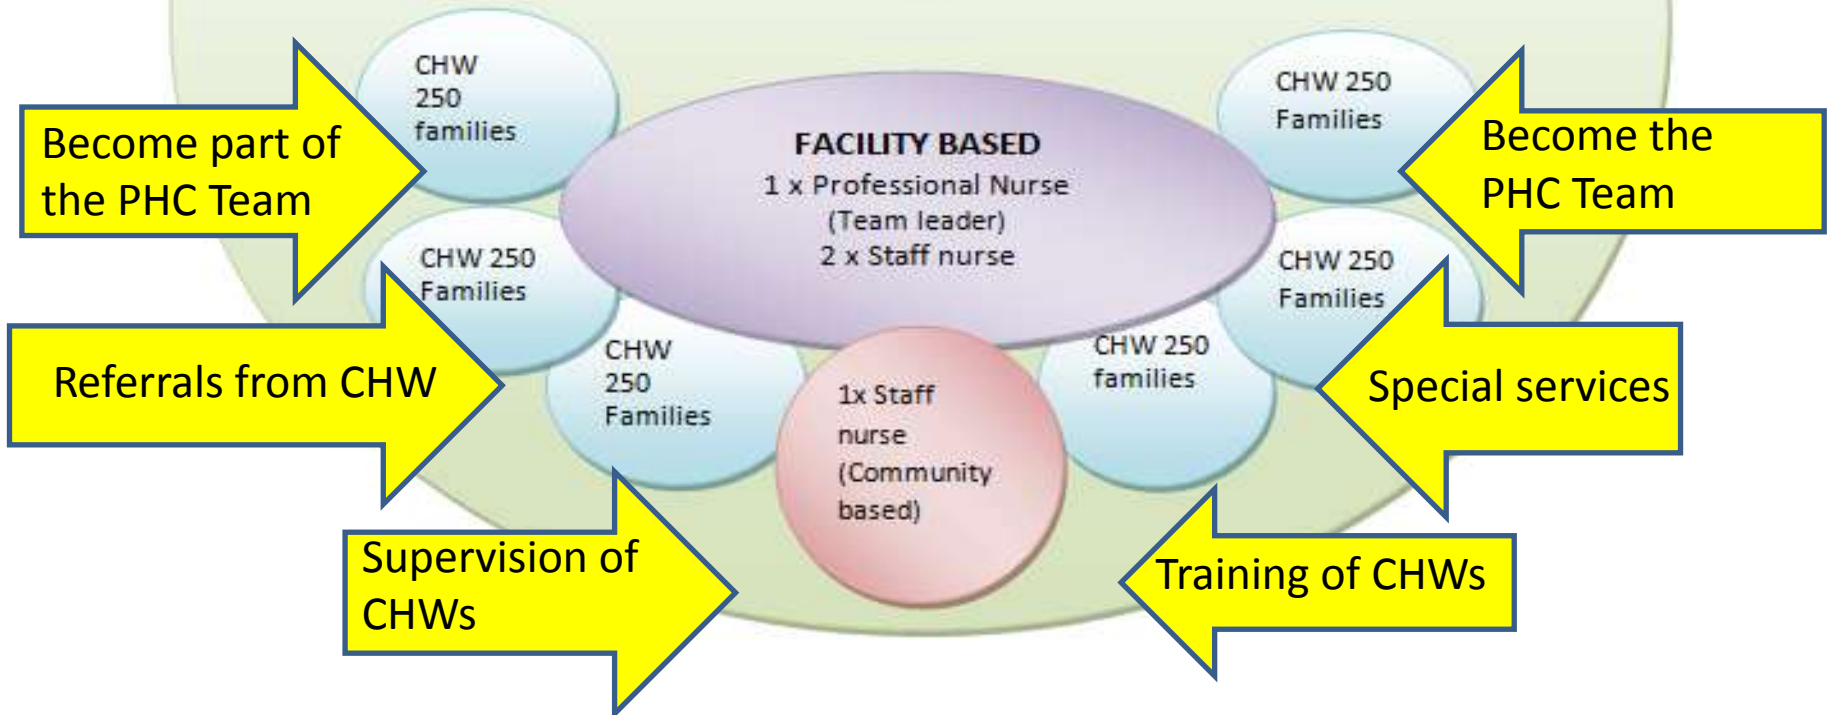 CHW
250
families
FACILITY BASED
1 x Professional Nurse
(Team leader)
2 x Staff nurse
CHW 250
Families
Become part of
the PHC Team
Become the
PHC Team
CHW 250
Families
CHW 250
Families
Referrals from CHW
CHW
250
Families
1x Staff
nurse
(Community
based)
CHW 250
families
Special services
Supervision of
CHWs
Training of CHWs